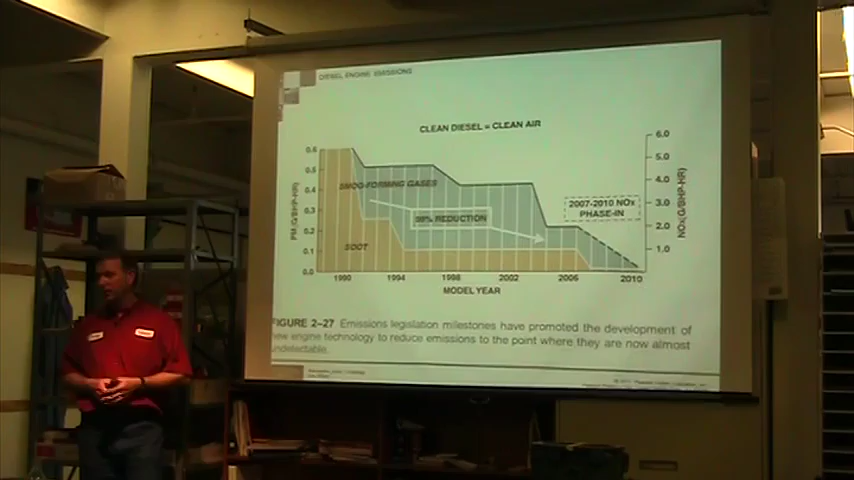 DIESEL ENGINE EMISSIONS
CLEAN DIESEL = CLEAN AIR
0.6
0.5
0.4
0.3
0.2
0.1
0.0
PM (G/BHP-HR)
SMOG-FORMING GASES
98% REDUCTION
SOOT
2007-2010 NOx
PHASE-IN
6.0
5.0
4.0
3.0
2.0
1.0
NOx (G/BHP-HR)
1990 1994 1998 2002 2006 2010
MODEL YEAR
FIGURE 2–27 Emissions legislation milestones have promoted the development of
new engine technology to reduce emissions to the point where they are now almost
undetectable.